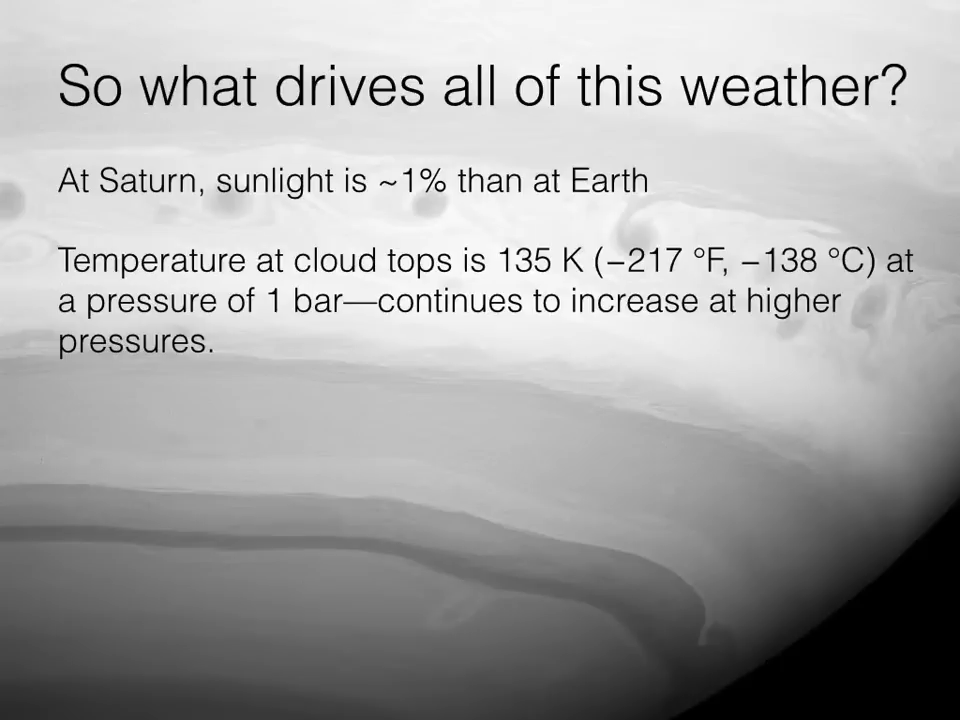 So what drives all of this weather?
At Saturn, sunlight is ~1% than at Earth
Temperature at cloud tops is 135 K (−217 °F, −138 °C) at
a pressure of 1 bar—continues to increase at higher
pressures.